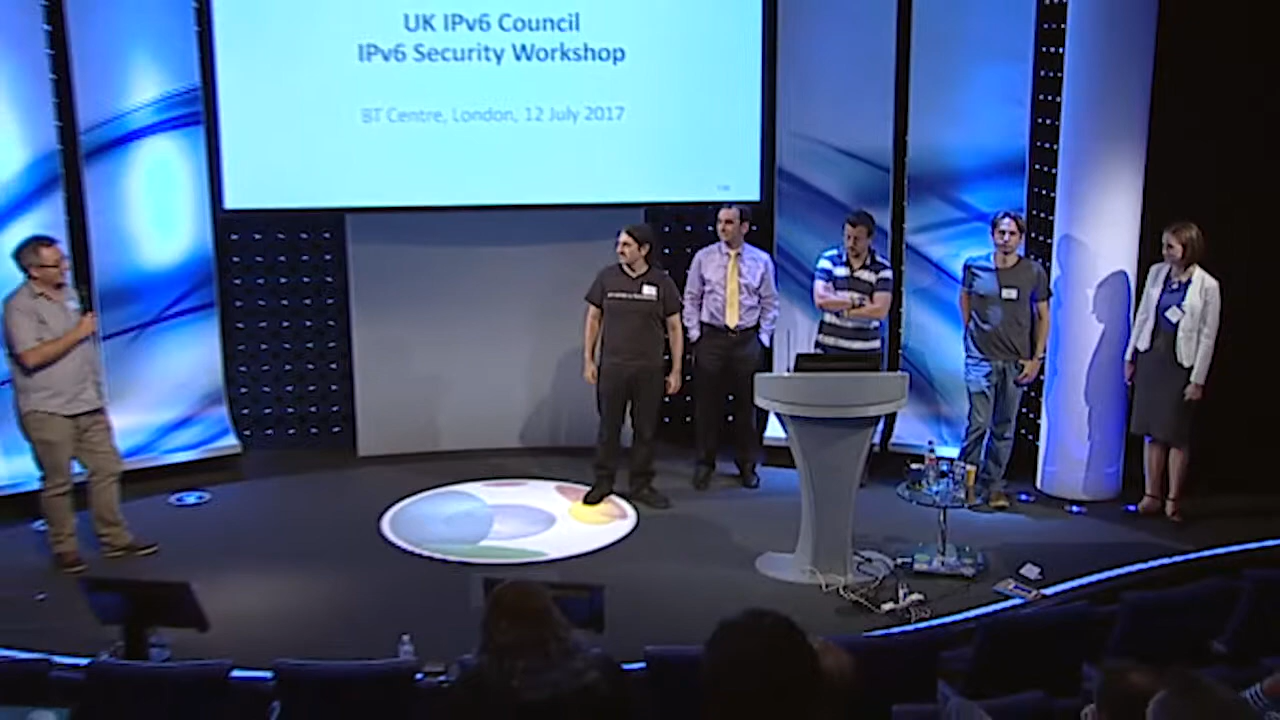 UK IPv6 Council
IPv6 Security Workshop
BT Centre, London, 12 July 2017